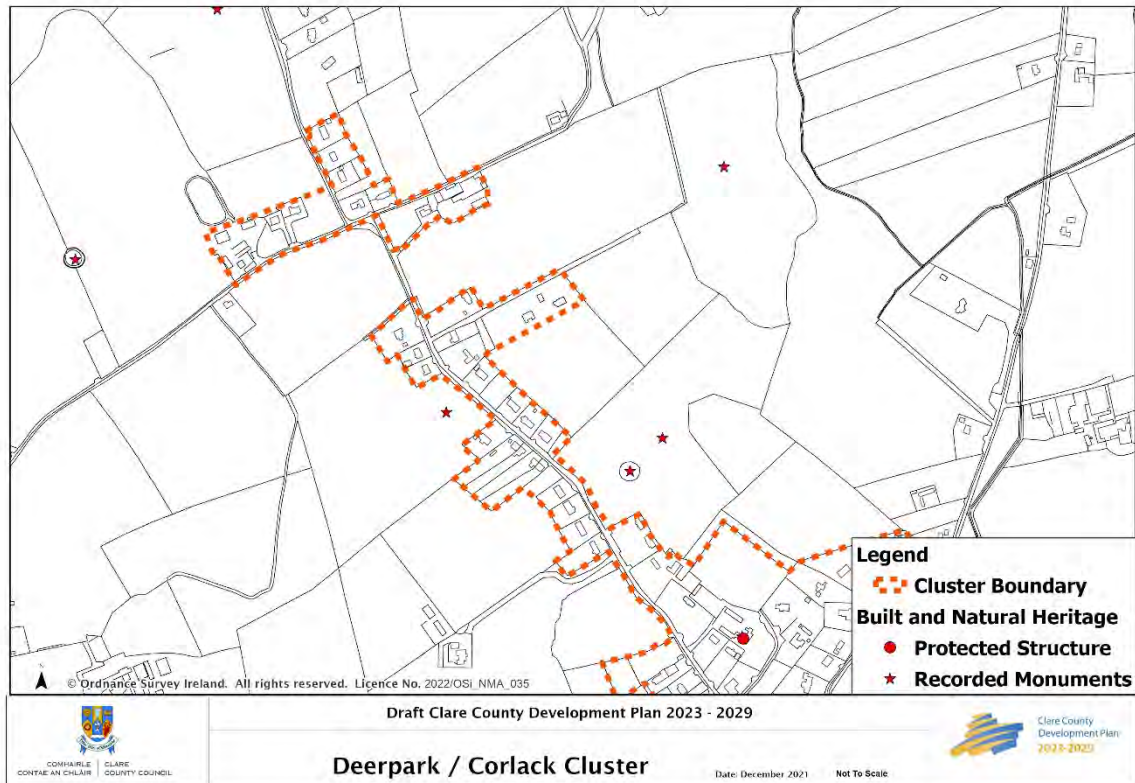 Legend
Cluster Boundary
Built and Natural Heritage
Protected Structure
Recorded Monuments
© Ordnance Survey Ireland. All rights reserved. Licence No. 2022/OSi_NMA_035
COMHAIRLE CONTAE AN CHLÁIR
CLARE COUNTY COUNCIL
Draft Clare County Development Plan 2023 - 2029
Deerpark / Corlack Cluster
Date: December 2021
Not To Scale
Clare County
Development Plan
2023-2029